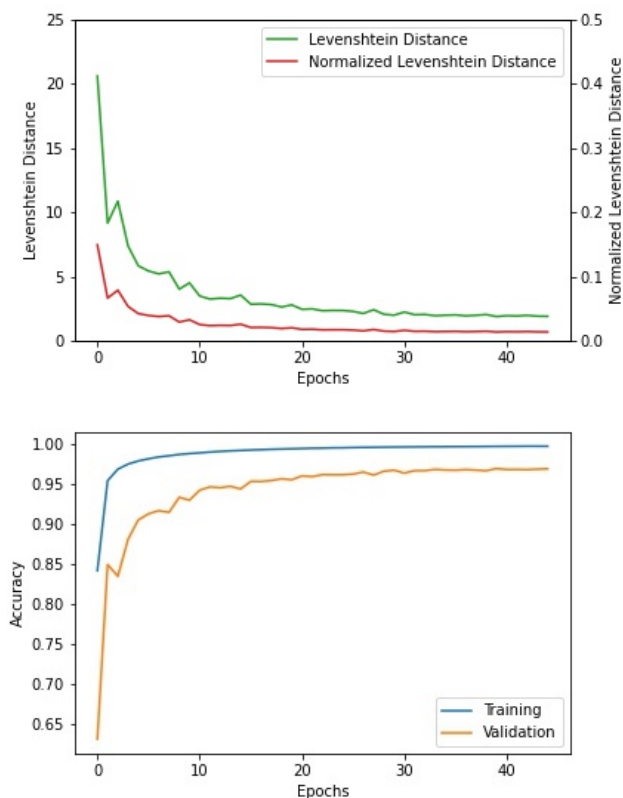 25
20
15
10
5
0
Levenshtein Distance
Levenshtein Distance
Normalized Levenshtein Distance
0.5
0.4
0.3
0.2
0.1
0.0
Normalized Levenshtein Distance
0 10 20 30 40
Epochs
1.00
0.95
0.90
0.85
0.80
0.75
0.70
0.65
Accuracy
Training
Validation
0 10 20 30 40
Epochs